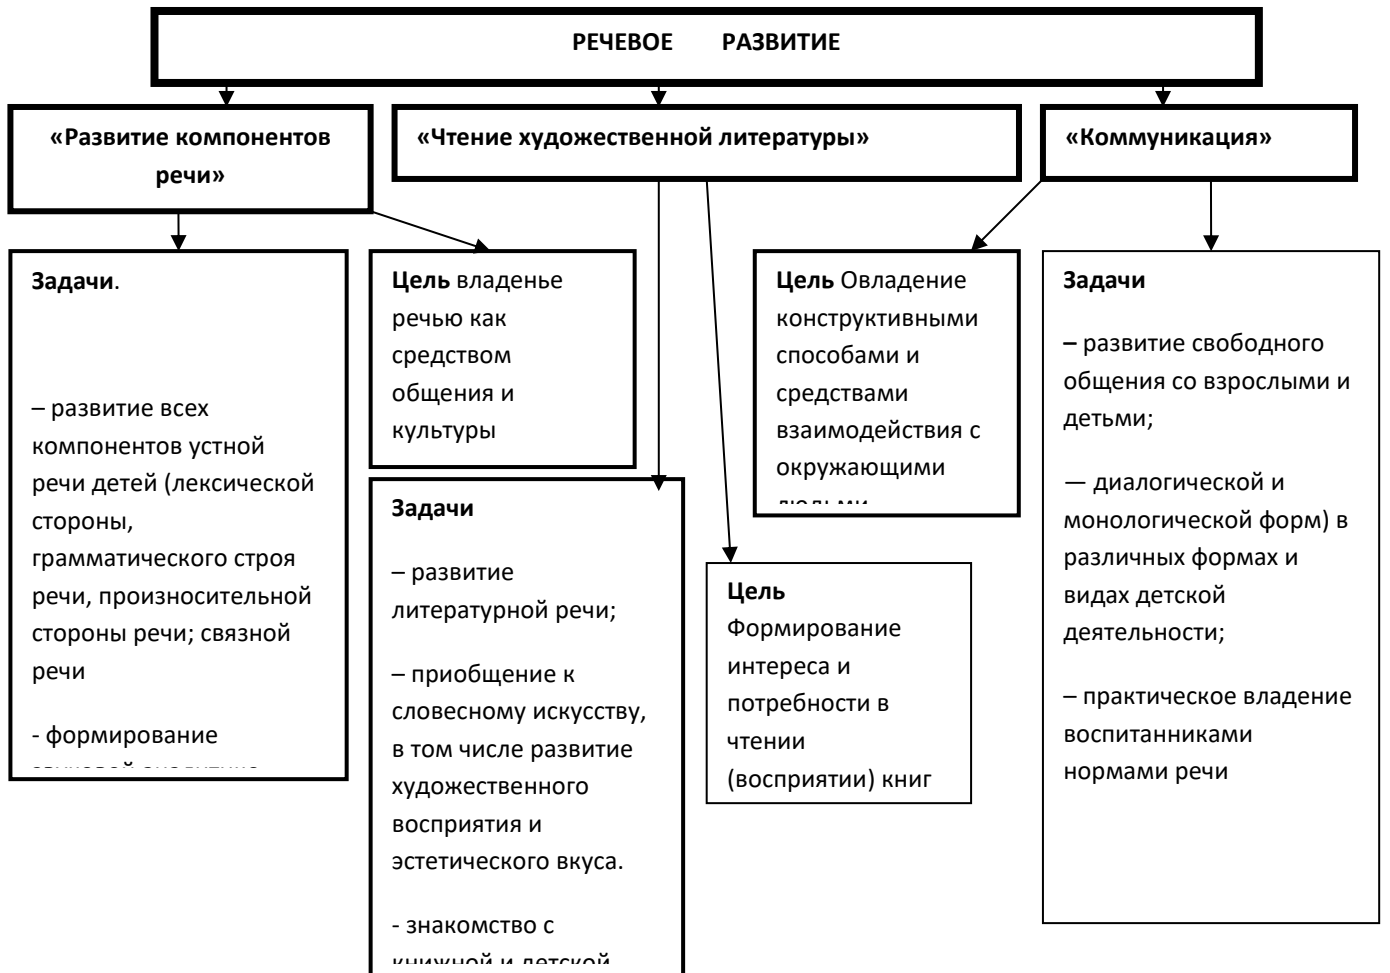 РЕЧЕВОЕ РАЗВИТИЕ
«Развитие компонентов
речи»
«Чтение художественной литературы»
«Коммуникация»
Задачи.
– развитие всех
компонентов устной
речи детей (лексической
стороны,
грамматического строя
речи, произносительной
стороны речи; связной
речи
- формирование
Цель владенье
речью как
средством
общения и
культуры
Задачи
– развитие
литературной речи;
– приобщение к
словесному искусству,
в том числе развитие
художественного
восприятия и
эстетического вкуса.
- знакомство с
книжной и детской
Цель
Формирование
интереса и
потребности в
чтении
(восприятии) книг
Цель Овладение
конструктивными
способами и
средствами
взаимодействия с
окружающими
людьми
Задачи
– развитие свободного
общения со взрослыми и
детьми;
— диалогической и
монологической форм) в
различных формах и
видах детской
деятельности;
– практическое владение
воспитанниками
нормами речи